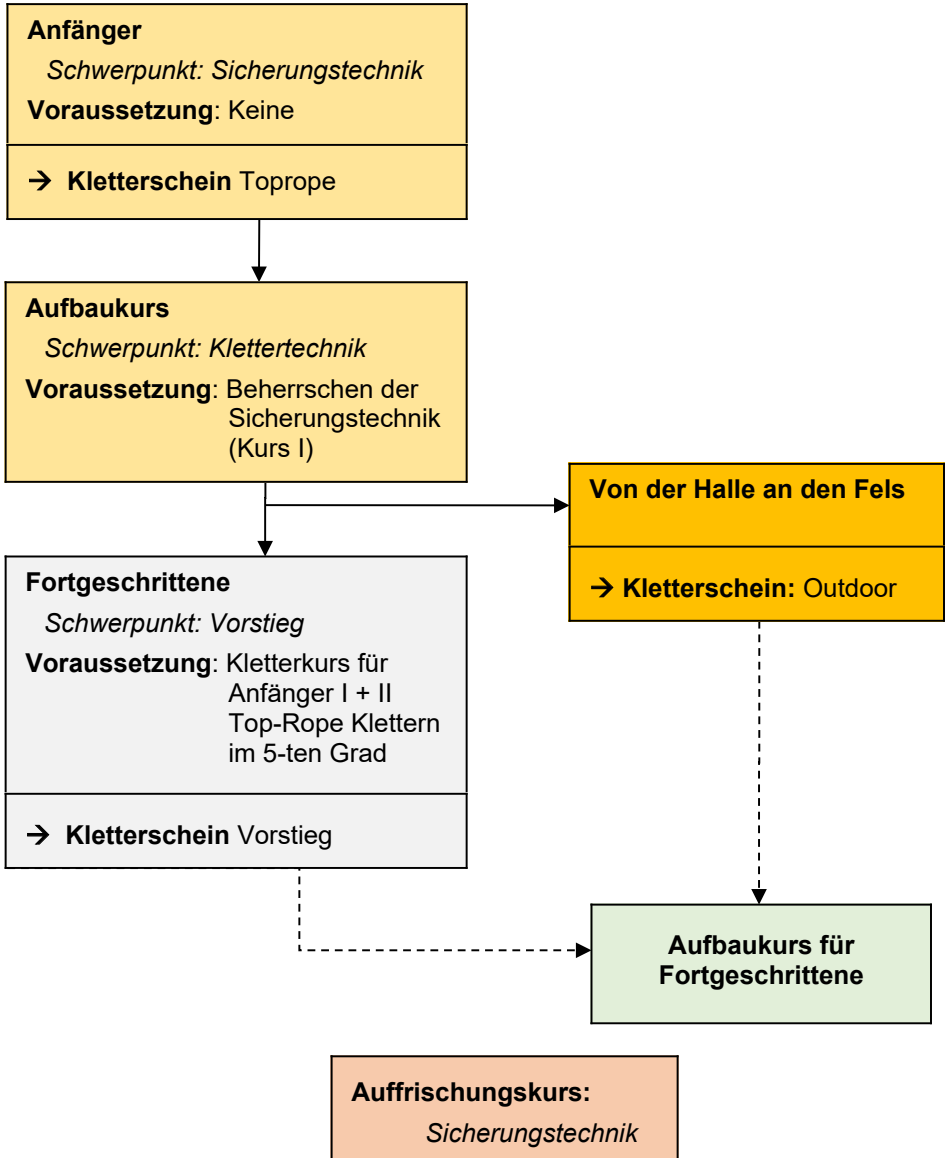 Anfänger
Schwerpunkt: Sicherungstechnik
Voraussetzung: Keine
→ Kletterschein Toprope
Aufbaukurs
Schwerpunkt: Klettertechnik
Voraussetzung: Beherrschen der
Sicherungstechnik
(Kurs I)
Von der Halle an den Fels
→ Kletterschein: Outdoor
Fortgeschrittene
Schwerpunkt: Vorstieg
Voraussetzung: Kletterkurs für
Anfänger I + II
Top-Rope Klettern
im 5-ten Grad
→ Kletterschein Vorstieg
Aufbaukurs für
Fortgeschrittene
Auffrischungskurs:
Sicherungstechnik